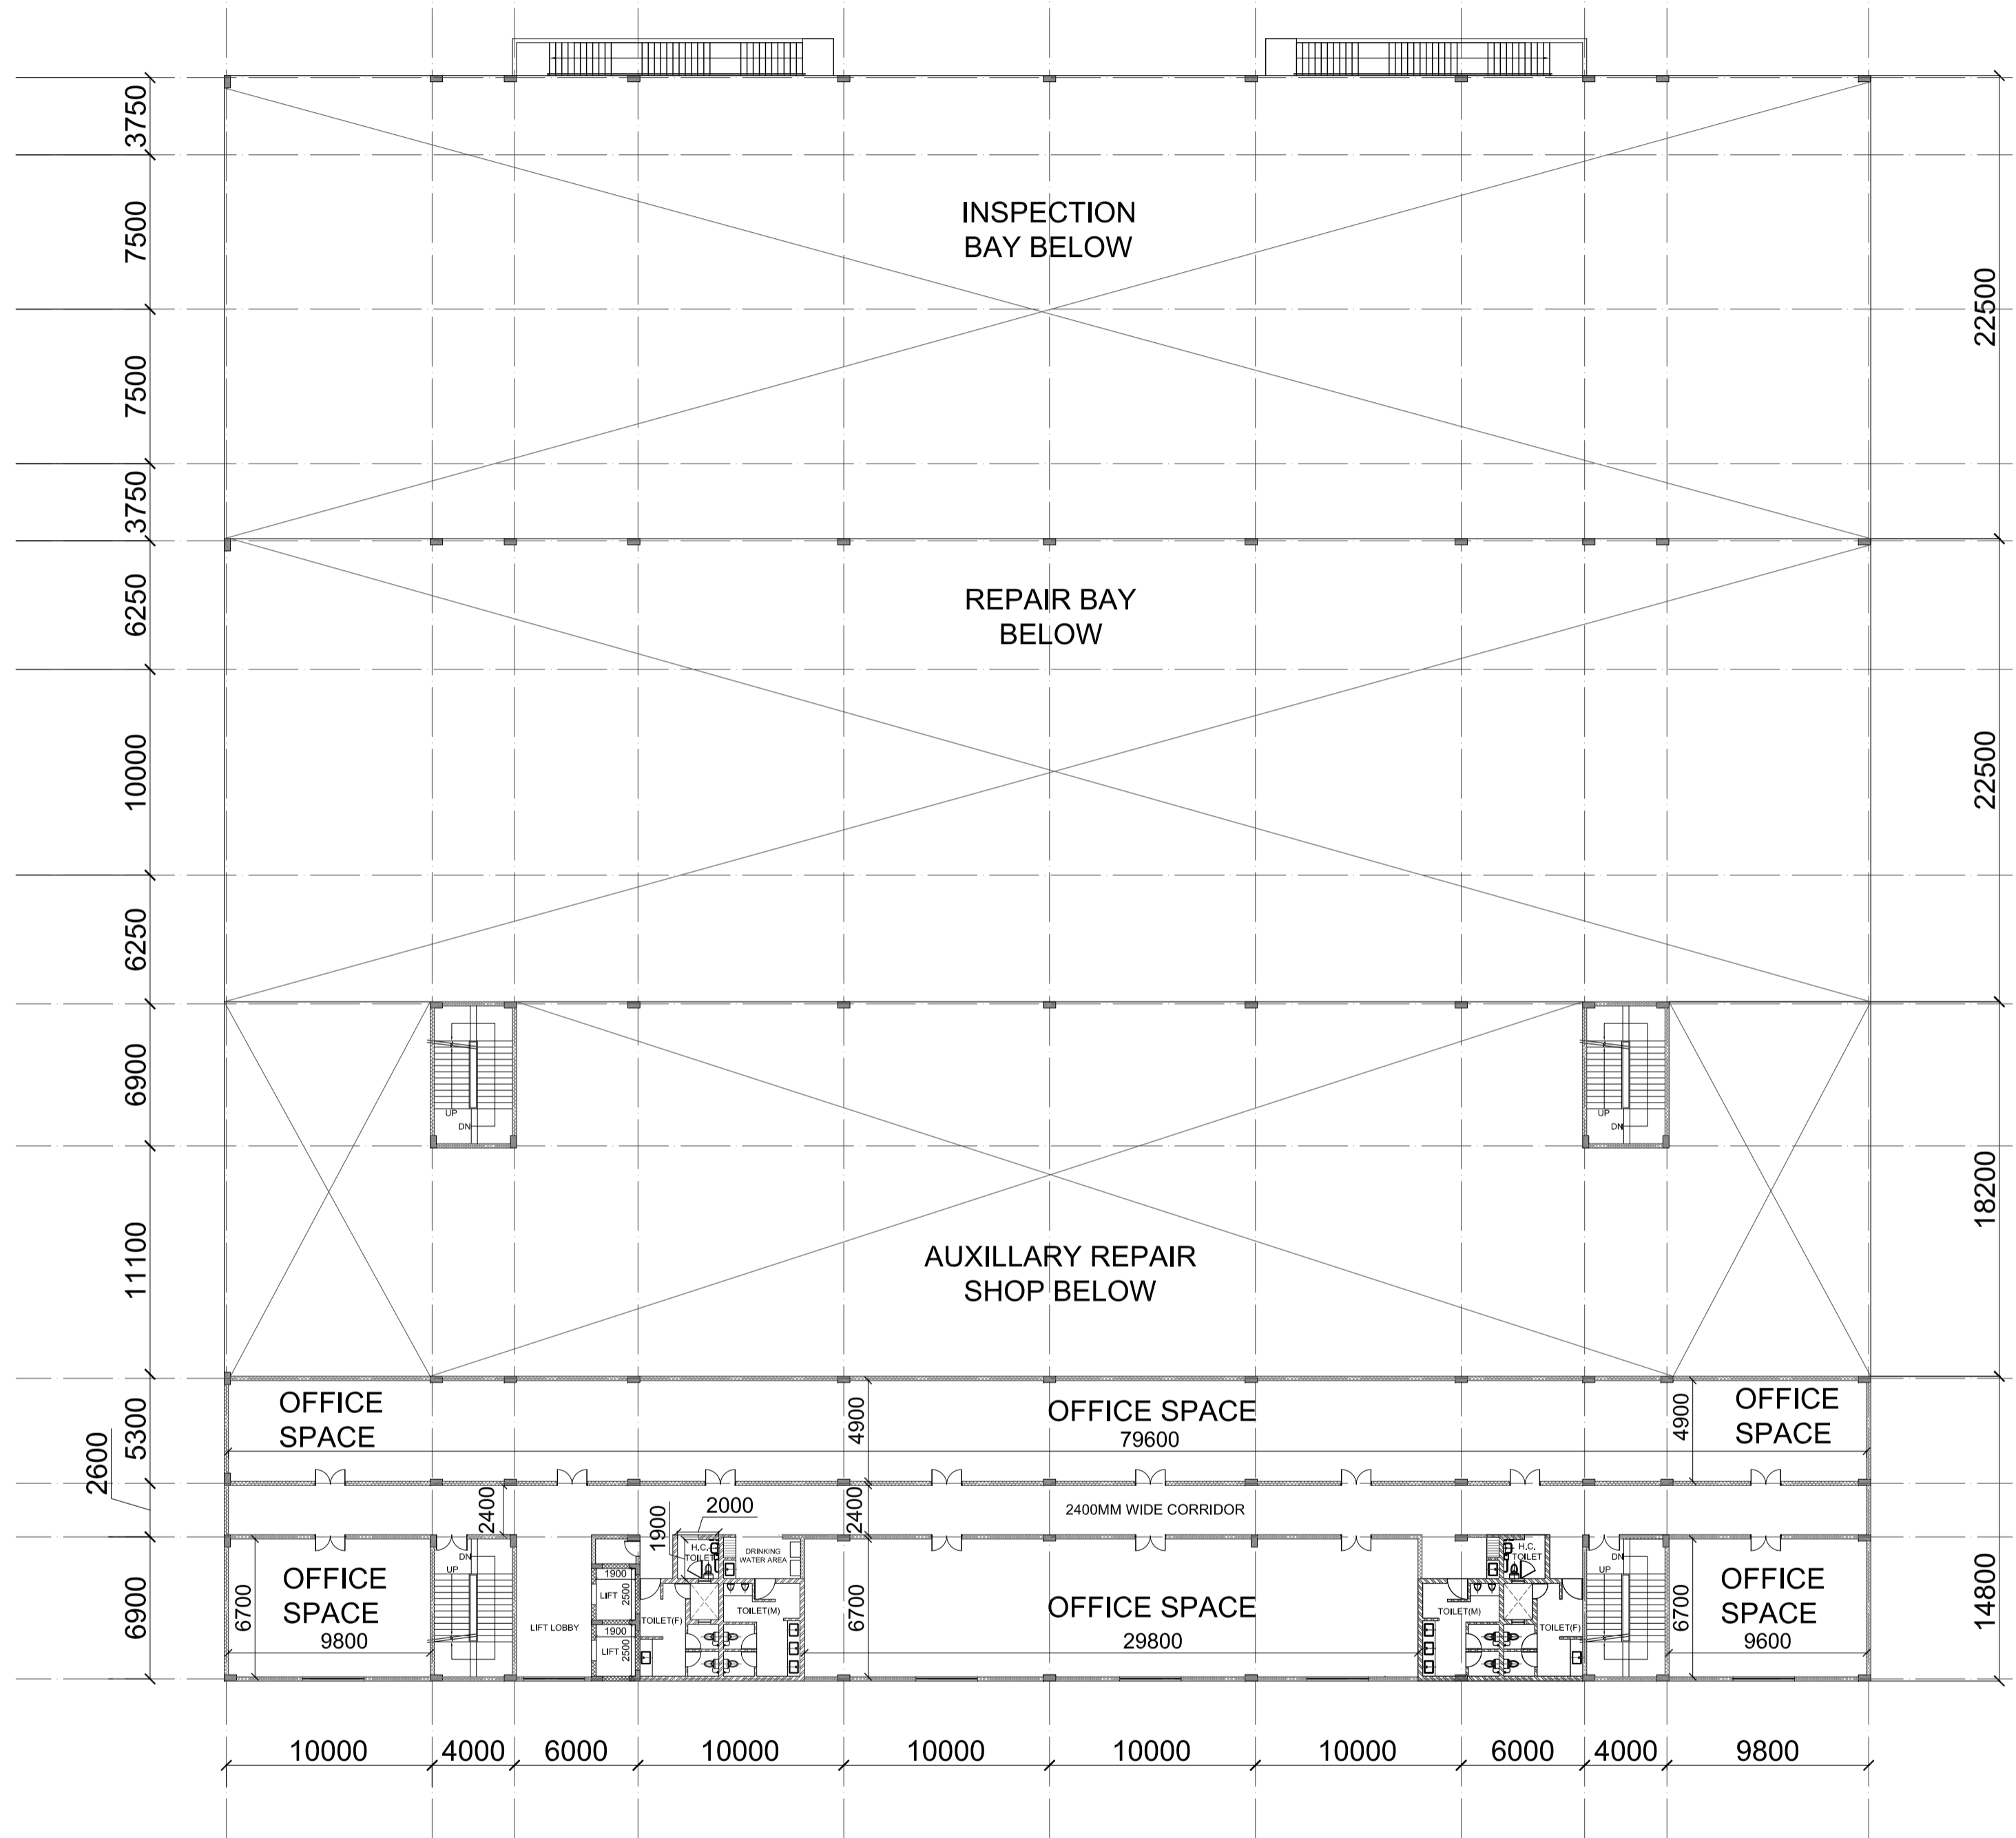 3750
7500
7500
3750
6250
10000
6250
6900
11100
5300
2600
6900
INSPECTION
BAY BELOW
22500
REPAIR BAY
BELOW
22500
UP
DN
UP
DN
18200
AUXILLARY REPAIR
SHOP BELOW
OFFICE
SPACE
4900
OFFICE SPACE
79600
4900
OFFICE
SPACE
2400
1900
2000
2400
2400MM WIDE CORRIDOR
14800
OFFICE
SPACE
9800
6700
DN
UP
LIFT LOBBY
1900
LIFT
2500
1900
LIFT
2500
H.C.
TOILET
DRINKING
WATER AREA
TOILET(F)
TOILET(M)
6700
OFFICE SPACE
29800
H.C.
TOILET
TOILET(M)
TOILET(F)
DN
UP
6700
OFFICE
SPACE
9600
10000
4000
6000
10000
10000
10000
10000
6000
4000
9800